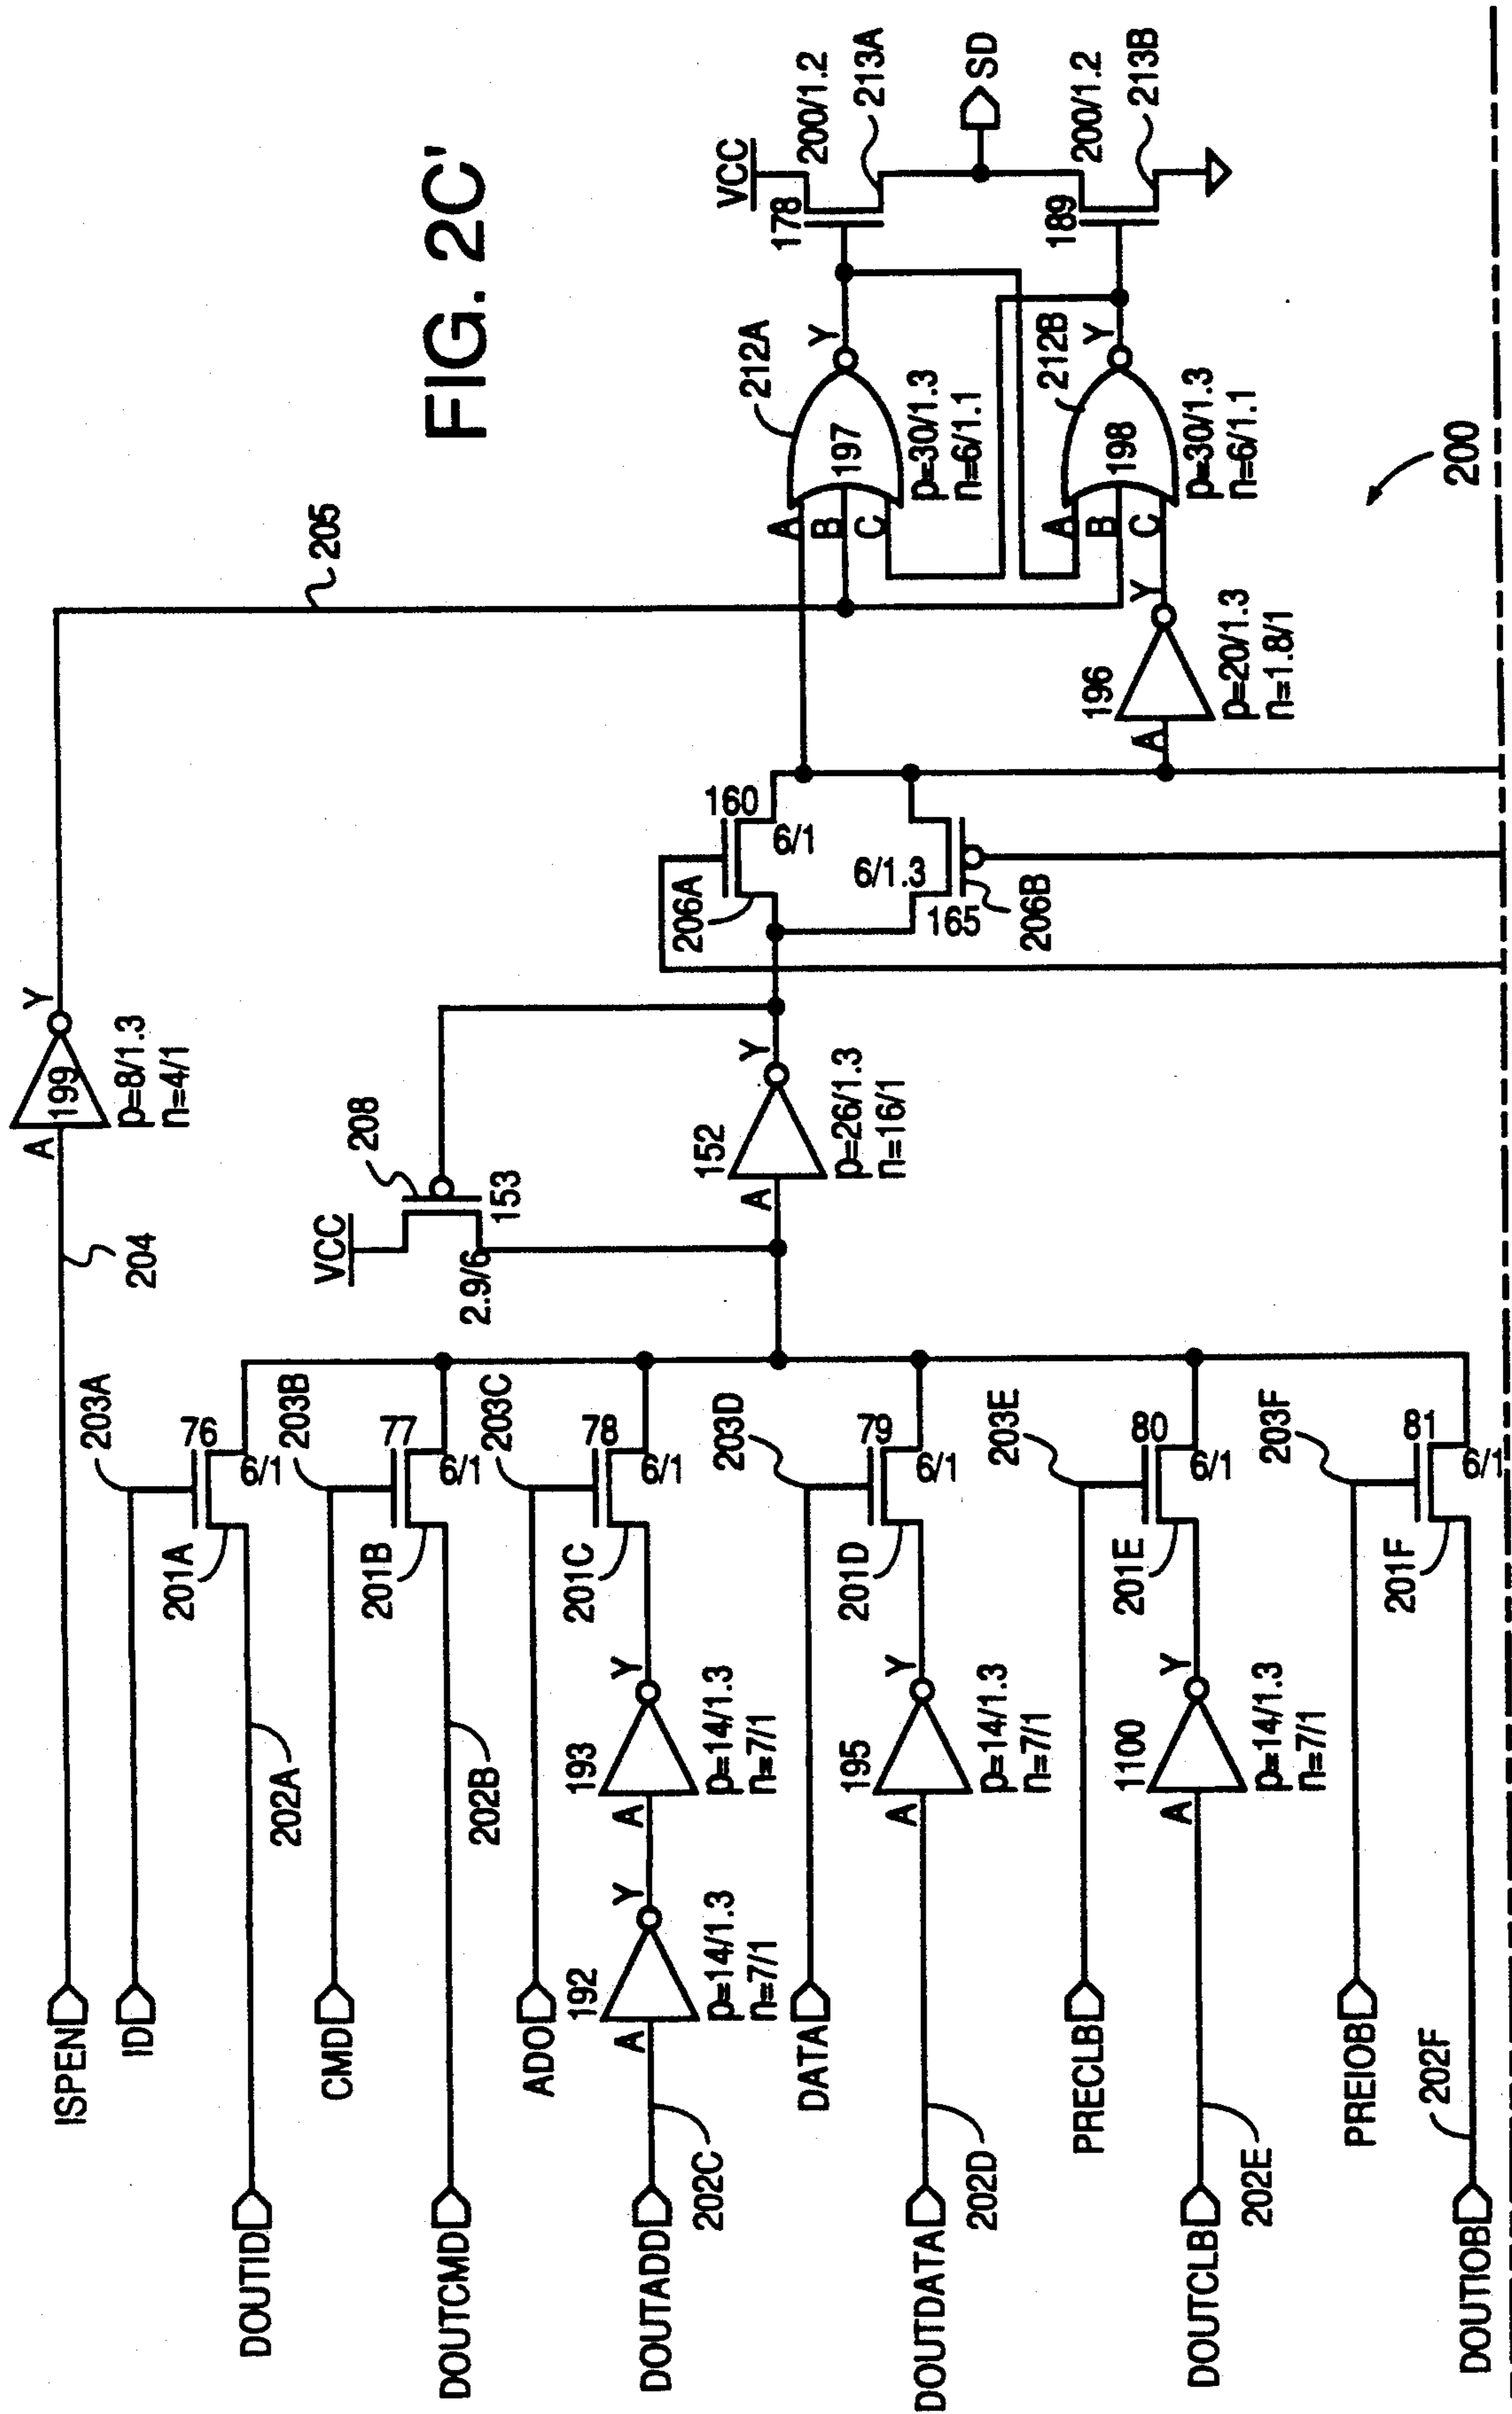 FIG. 2C'
ISPEN
204
A
199
Y
p=8/1.3
n=4/1
205
ID
203A
76
6/1
201A
DOUTID
202A
CMD
203B
77
6/1
201B
DOUTCMD
202B
ADO
203C
78
6/1
201C
DOUTADD
202C
A
192
Y
p=14/1.3
n=7/1
A
193
Y
p=14/1.3
n=7/1
DATA
203D
79
6/1
201D
DOUTDATA
202D
A
195
Y
p=14/1.3
n=7/1
PRECLB
203E
80
6/1
201E
DOUTCLB
202E
A
1100
Y
p=14/1.3
n=7/1
PREIOB
203F
81
6/1
201F
DOUTIOB
202F
VCC
208
153
2.9/6
A
152
Y
p=26/1.3
n=16/1
206A
160
6/1
6/1.3
165
206B
A
196
Y
p=20/1.3
n=1.8/1
A
B
C
197
Y
212A
p=30/1.3
n=6/1.1
A
B
C
198
Y
212B
p=30/1.3
n=6/1.1
VCC
178
200/1.2
213A
SD
189
200/1.2
213B
200